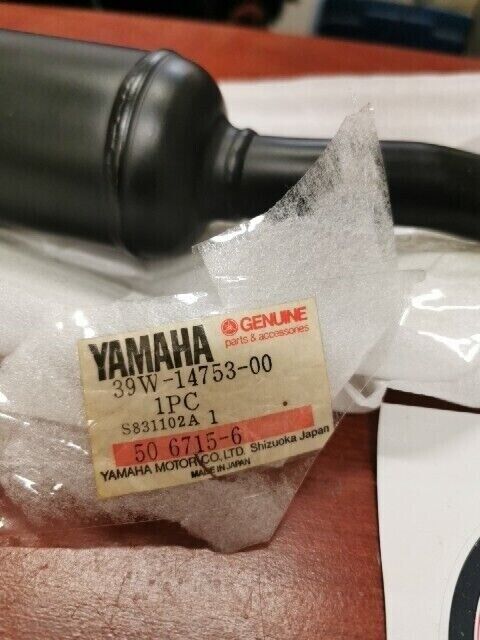 YAMAHA
GENUINE
parts & accessories
39W-14753-00
1PC
S831102A 1
50 6715-6
YAMAHA MOTOR CO., LTD. Shizuoka Japan
MADE IN JAPAN